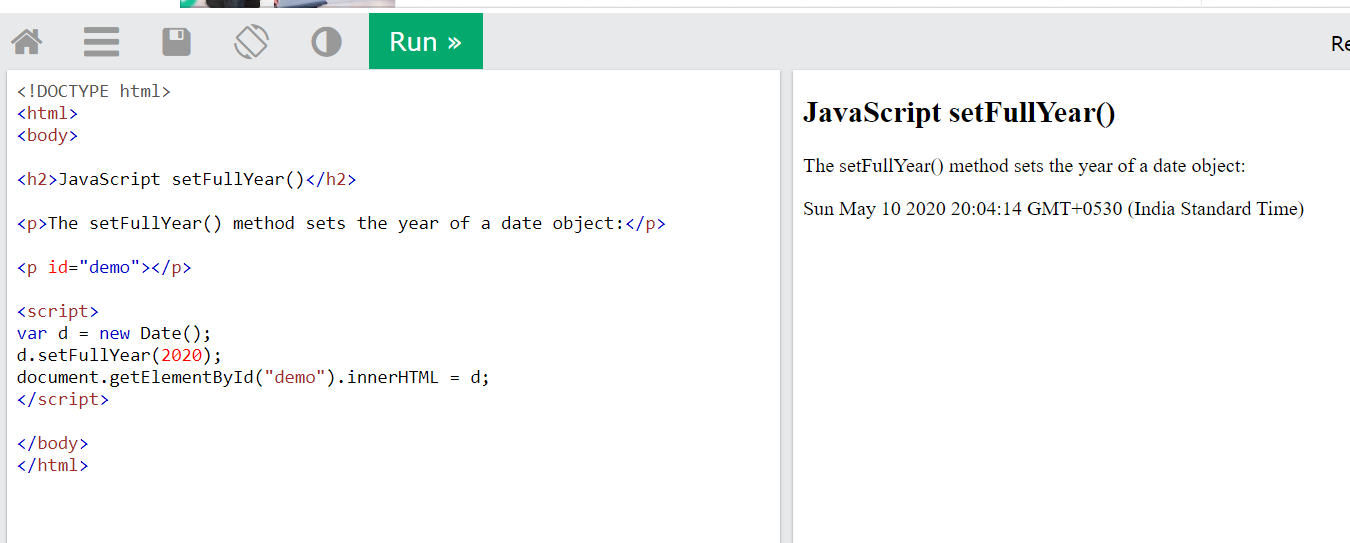 Run »
Re
<!DOCTYPE html>
<html>
<body>
<h2>JavaScript setFullYear()</h2>
<p>The setFullYear() method sets the year of a date object:</p>
<p id="demo"></p>
<script>
var d = new Date();
d.setFullYear(2020);
document.getElementById("demo").innerHTML = d;
</script>
</body>
</html>
JavaScript setFullYear()
The setFullYear() method sets the year of a date object:
Sun May 10 2020 20:04:14 GMT+0530 (India Standard Time)